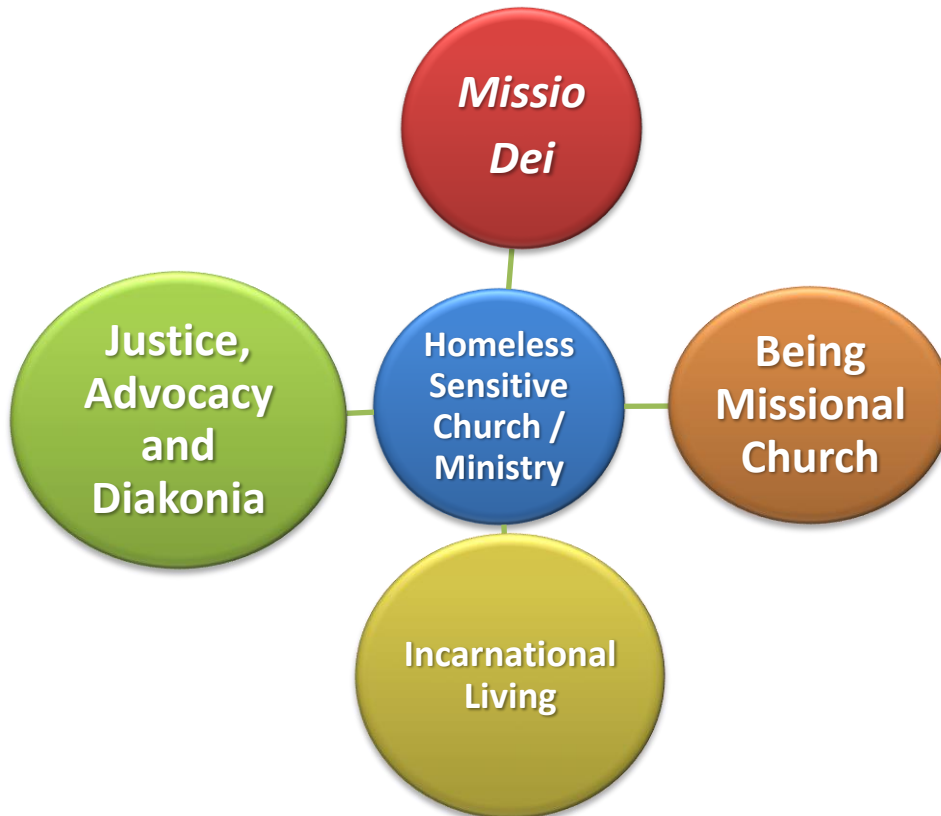 Missio
Dei
Justice,
Advocacy
and
Diakonia
Homeless
Sensitive
Church /
Ministry
Being
Missional
Church
Incarnational
Living